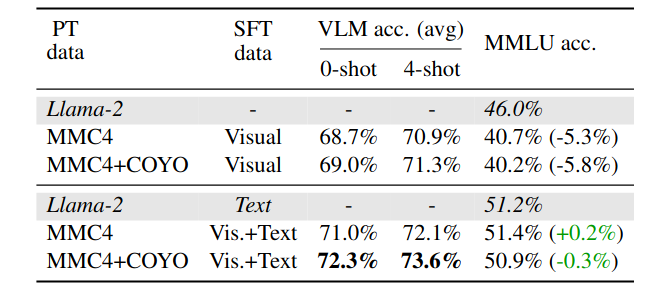 PT data SFT data VLM acc. (avg) MMLU acc.
0-shot 4-shot
Llama-2 - - - 46.0%
MMC4 Visual 68.7% 70.9% 40.7% (-5.3%)
MMC4+COYO Visual 69.0% 71.3% 40.2% (-5.8%)
Llama-2 Text - - 51.2%
MMC4 Vis.+Text 71.0% 72.1% 51.4% (+0.2%)
MMC4+COYO Vis.+Text 72.3% 73.6% 50.9% (-0.3%)